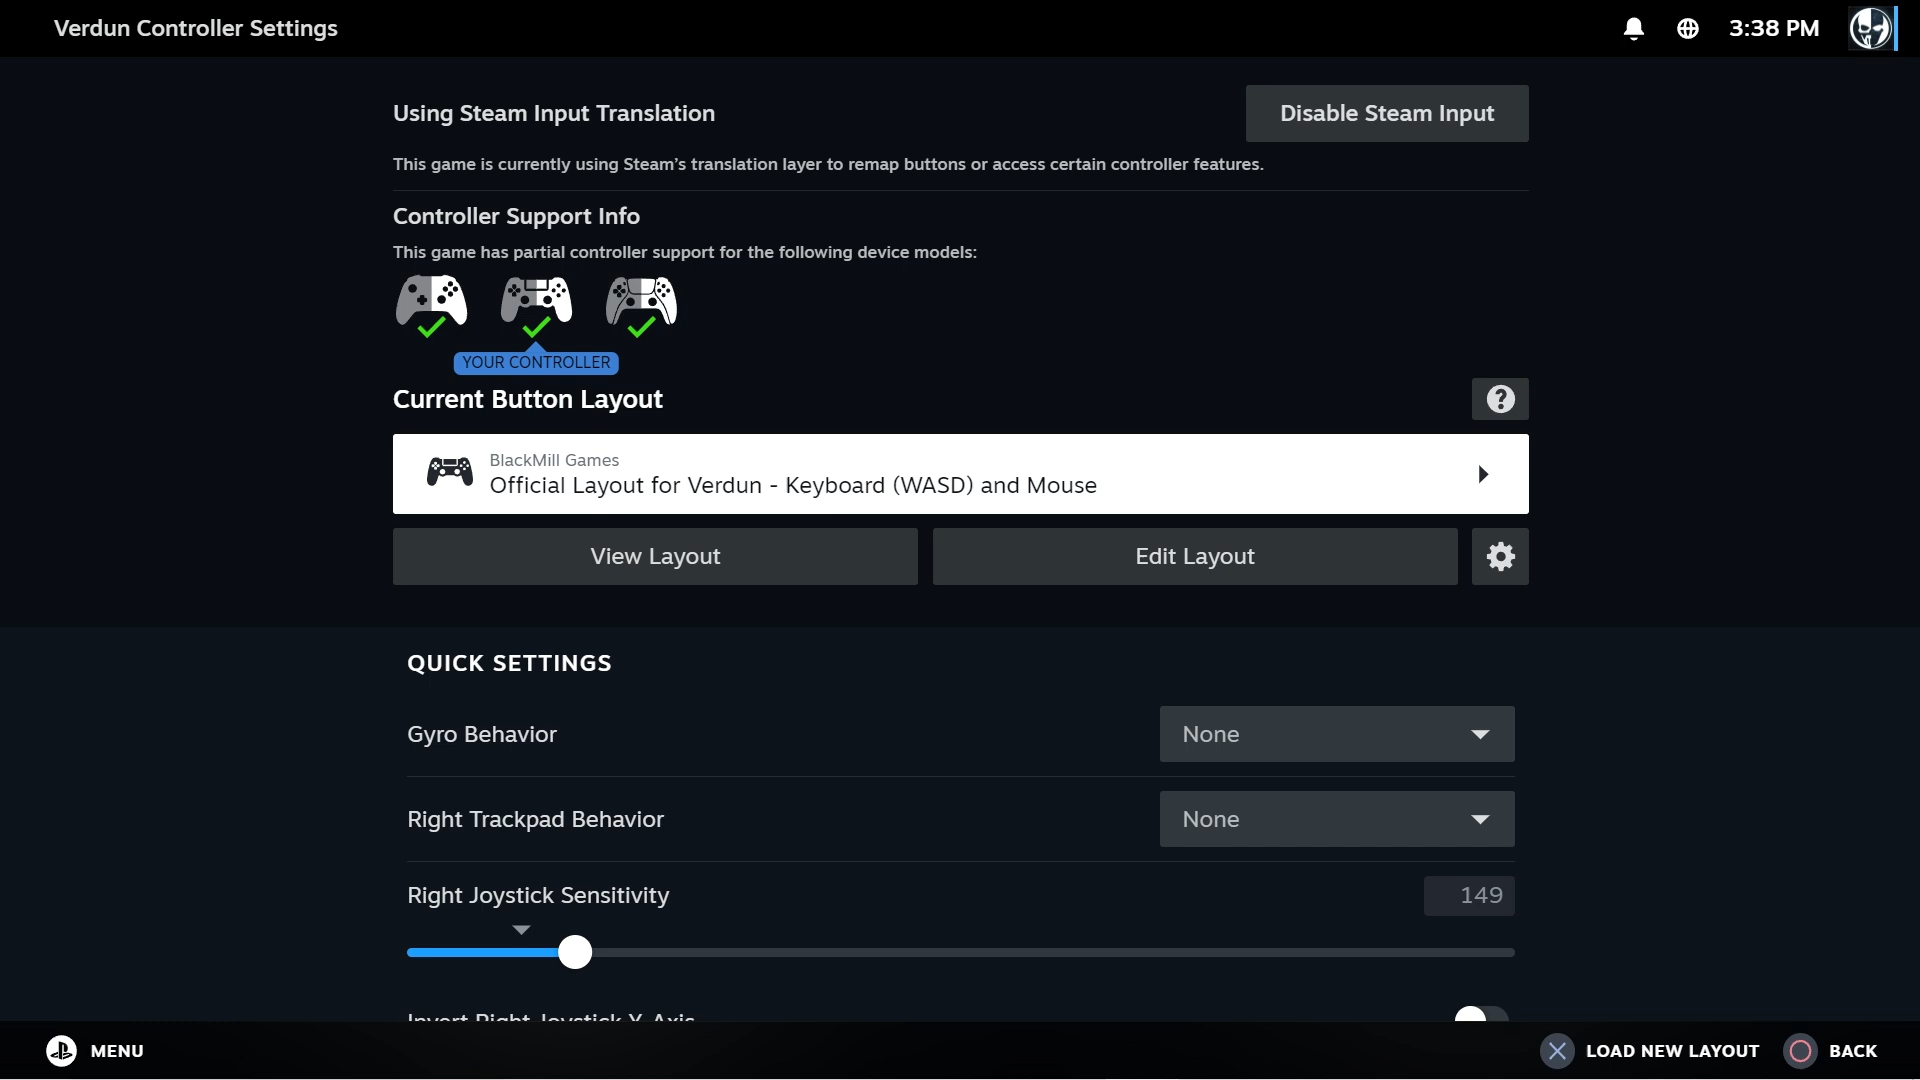 Verdun Controller Settings
3:38 PM
Using Steam Input Translation
Disable Steam Input
This game is currently using Steam's translation layer to remap buttons or access certain controller features.
Controller Support Info
This game has partial controller support for the following device models:
YOUR CONTROLLER
Current Button Layout
BlackMill Games
Official Layout for Verdun - Keyboard (WASD) and Mouse
View Layout
Edit Layout
QUICK SETTINGS
Gyro Behavior
None
Right Trackpad Behavior
None
Right Joystick Sensitivity
149
Invert Right Joystick Y-Axis
MENU
LOAD NEW LAYOUT
BACK